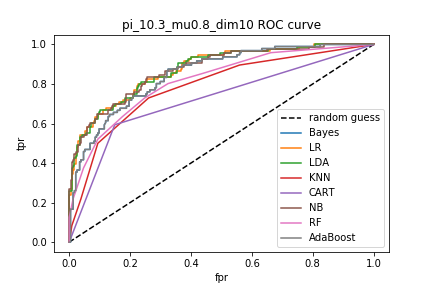 pi_10.3_mu0.8_dim10 ROC curve
tpr
1.0
0.8
0.6
0.4
0.2
0.0
random guess
Bayes
LR
LDA
KNN
CART
NB
RF
AdaBoost
0.0 0.2 0.4 0.6 0.8 1.0
fpr